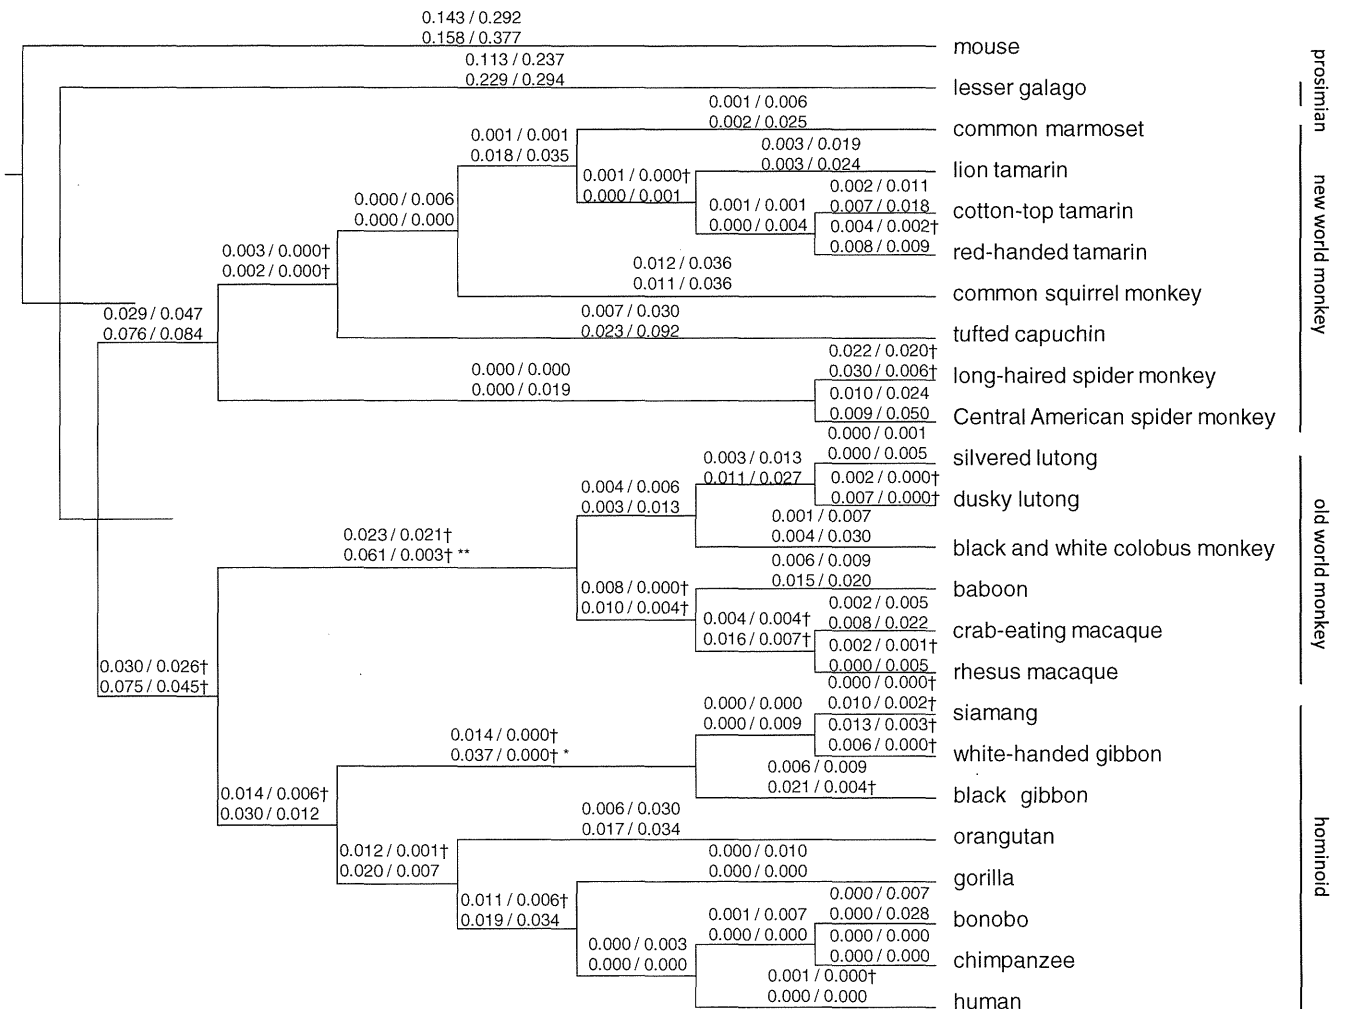 0.143 / 0.292
0.158 / 0.377
mouse
0.113 / 0.237
0.229 / 0.294
lesser galago
prosimian
0.001 / 0.006
0.002 / 0.025
common marmoset
0.001 / 0.001
0.018 / 0.035
0.003 / 0.019
0.003 / 0.024
lion tamarin
0.001 / 0.000†
0.000 / 0.001
0.002 / 0.011
0.007 / 0.018
cotton-top tamarin
0.001 / 0.001
0.000 / 0.004
0.004 / 0.002†
0.008 / 0.009
red-handed tamarin
0.000 / 0.006
0.000 / 0.000
new world monkey
0.003 / 0.000†
0.002 / 0.000†
0.012 / 0.036
0.011 / 0.036
common squirrel monkey
0.029 / 0.047
0.076 / 0.084
0.007 / 0.030
0.023 / 0.092
tufted capuchin
0.022 / 0.020†
0.030 / 0.006†
long-haired spider monkey
0.000 / 0.000
0.000 / 0.019
0.010 / 0.024
0.009 / 0.050
Central American spider monkey
0.000 / 0.001
0.000 / 0.005
silvered lutong
0.003 / 0.013
0.011 / 0.027
0.002 / 0.000†
0.007 / 0.000†
dusky lutong
0.004 / 0.006
0.003 / 0.013
0.001 / 0.007
0.004 / 0.030
black and white colobus monkey
0.023 / 0.021†
0.061 / 0.003† **
old world monkey
0.006 / 0.009
0.015 / 0.020
baboon
0.008 / 0.000†
0.010 / 0.004†
0.002 / 0.005
0.008 / 0.022
crab-eating macaque
0.004 / 0.004†
0.016 / 0.007†
0.002 / 0.001†
0.000 / 0.005
rhesus macaque
0.030 / 0.026†
0.075 / 0.045†
0.000 / 0.000†
0.010 / 0.002†
siamang
0.000 / 0.000
0.000 / 0.009
0.013 / 0.003†
0.006 / 0.000†
white-handed gibbon
0.014 / 0.000†
0.037 / 0.000† *
0.006 / 0.009
0.021 / 0.004†
black gibbon
0.014 / 0.006†
0.030 / 0.012
0.006 / 0.030
0.017 / 0.034
orangutan
hominoid
0.012 / 0.001†
0.020 / 0.007
0.000 / 0.010
0.000 / 0.000
gorilla
0.011 / 0.006†
0.019 / 0.034
0.000 / 0.007
0.000 / 0.028
bonobo
0.001 / 0.007
0.000 / 0.000
0.000 / 0.000
0.000 / 0.000
chimpanzee
0.000 / 0.003
0.000 / 0.000
0.001 / 0.000†
0.000 / 0.000
human